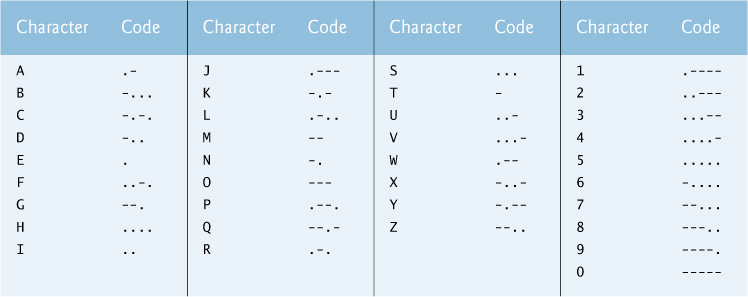 Character Code Character Code Character Code Character Code
A .- J .--- S ... 1 .----
B -... K -.- T - 2 ..---
C -.-. L .-.. U ..- 3 ...--
D -.. M -- V ...- 4 ....-
E . N -. W .-- 5 .....
F ..-. O --- X -..- 6 -....
G --. P .--. Y -.-- 7 --...
H .... Q --.- Z --.. 8 ---..
I .. R .-. 9 ----.
0 -----